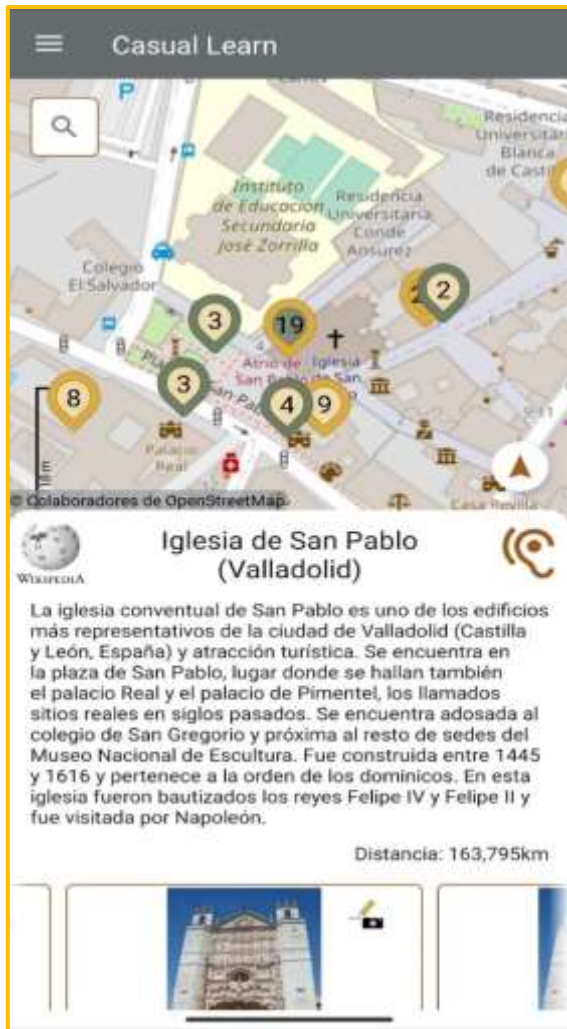 Casual Learn
P
Residencia
Universitaria
Blanca
Instituto
de Educación
Secundaria
José Zorrilla
Residencia
Universitaria
Conde
Ansurez
Colegio
El Salvador
2
3
19
Atrio de
San
Iglesia
de San
3
4
9
8
Palacio
Real
Casa Revilla
© Colaboradores de OpenStreetMap
WIKIPEDIA
Iglesia de San Pablo
(Valladolid)
La iglesia conventual de San Pablo es uno de los edificios
más representativos de la ciudad de Valladolid (Castilla
y León, España) y atracción turística. Se encuentra en
la plaza de San Pablo, lugar donde se hallan también
el palacio Real y el palacio de Pimentel, los llamados
sitios reales en siglos pasados. Se encuentra adosada al
colegio de San Gregorio y próxima al resto de sedes del
Museo Nacional de Escultura. Fue construida entre 1445
y 1616 y pertenece a la orden de los dominicos. En esta
iglesia fueron bautizados los reyes Felipe IV y Felipe II y
fue visitada por Napoleón.
Distancia: 163,795km